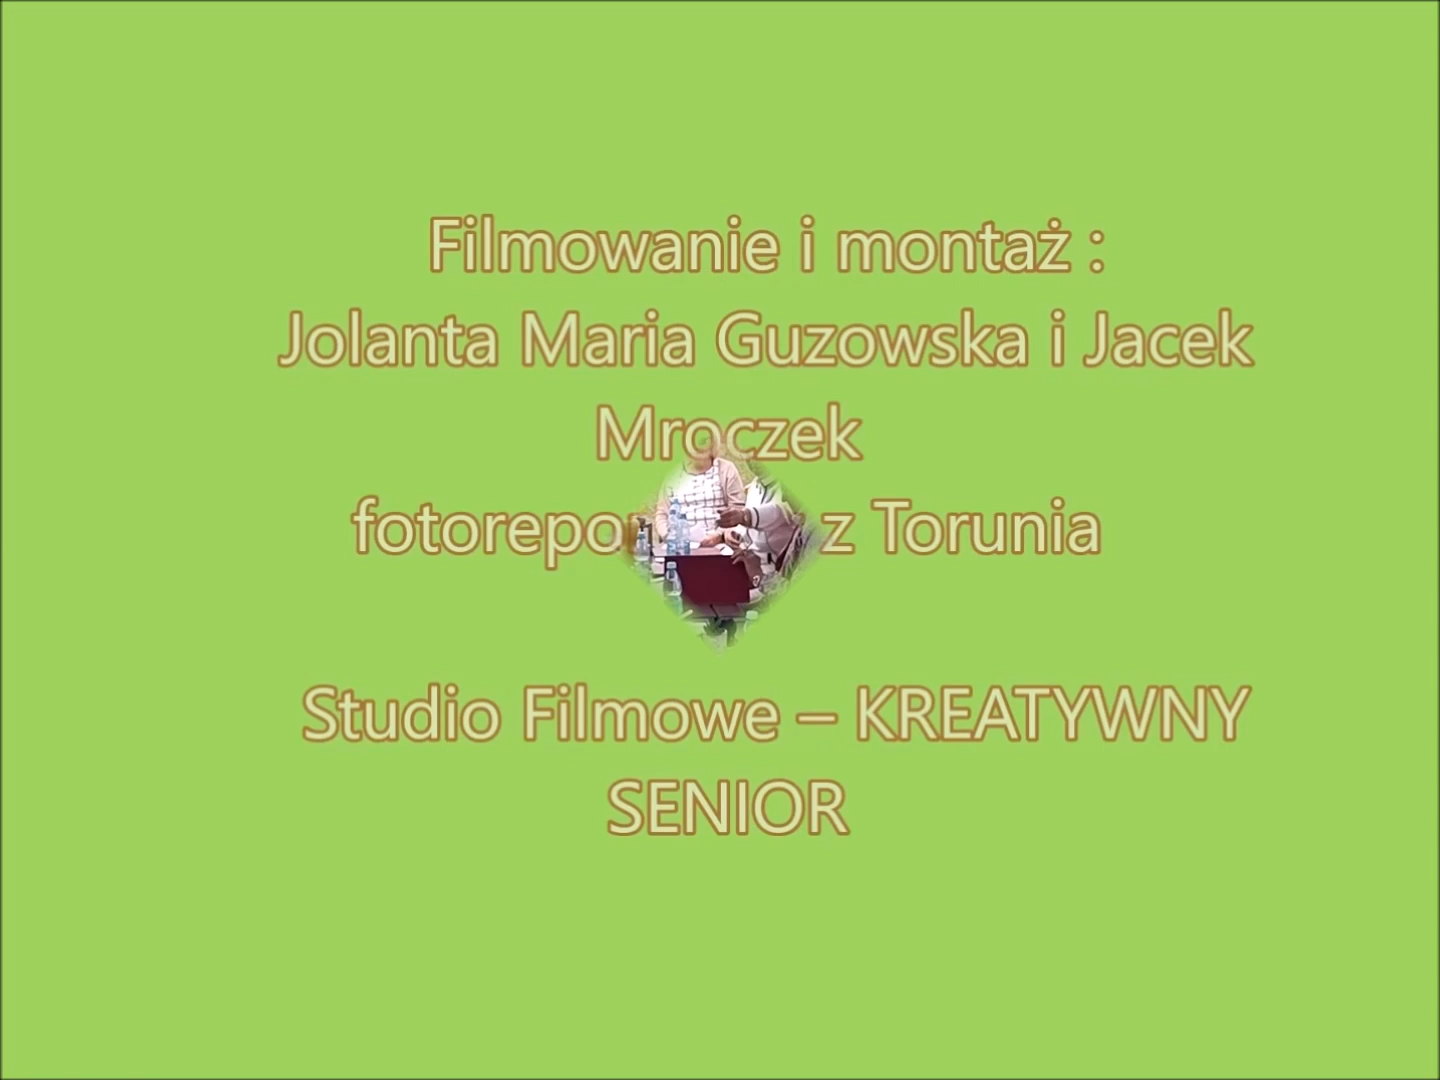 Filmowanie i montaż :
Jolanta Maria Guzowska i Jacek
Mroczek
z Torunia
Studio Filmowe – KREATYWNY
SENIOR